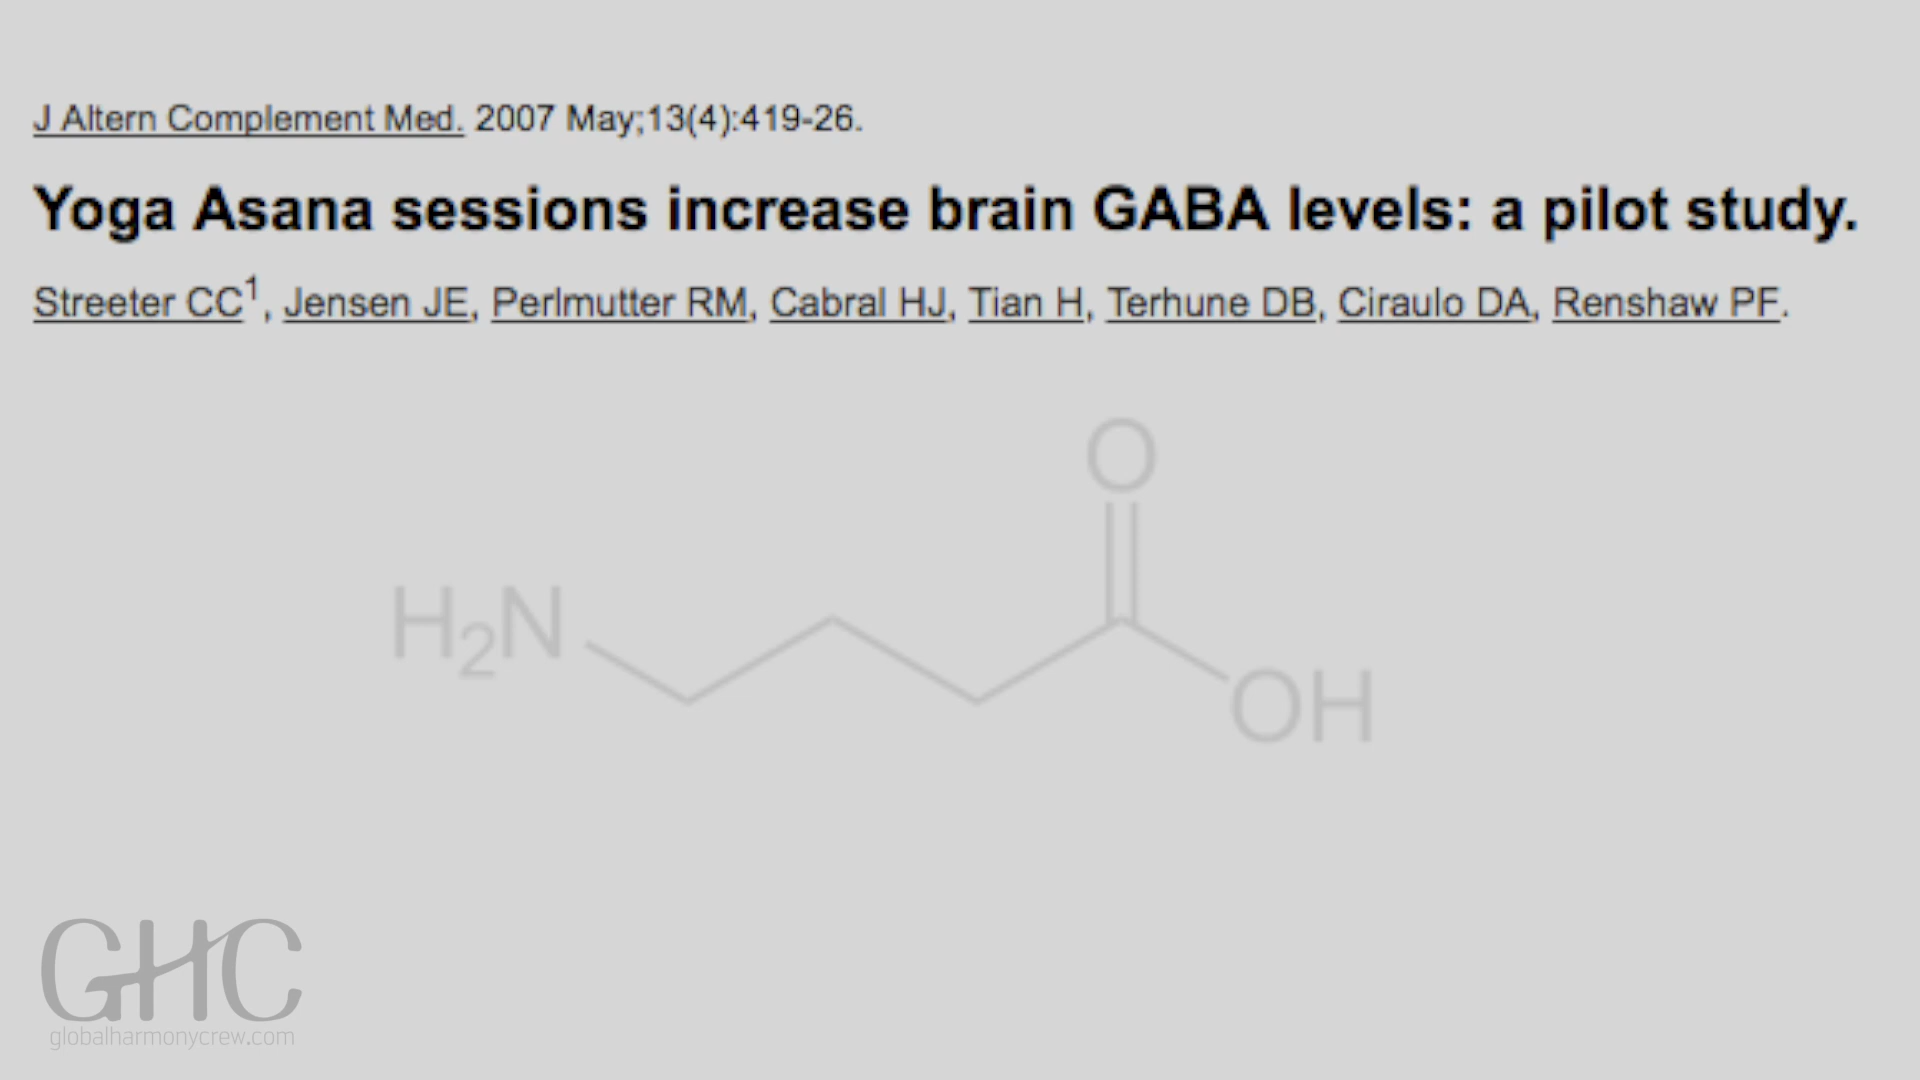 J Altern Complement Med. 2007 May;13(4):419-26.
Yoga Asana sessions increase brain GABA levels: a pilot study.
Streeter CC1, Jensen JE, Perlmutter RM, Cabral HJ, Tian H, Terhune DB, Ciraulo DA, Renshaw PF.
O
H2N
OH
GHC
globalharmonycrew.com